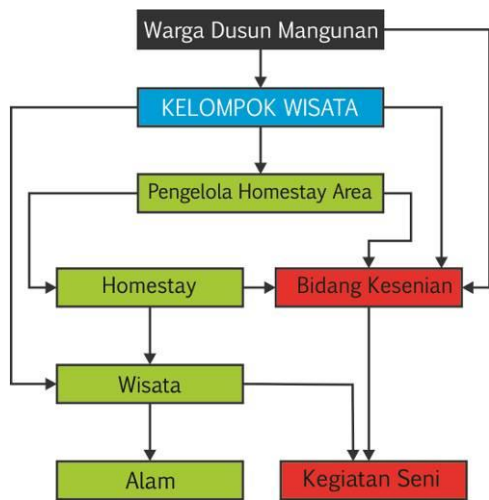 Warga Dusun Mangunan
KELOMPOK WISATA
Pengelola Homestay Area
Homestay
Bidang Kesenian
Wisata
Alam
Kegiatan Seni